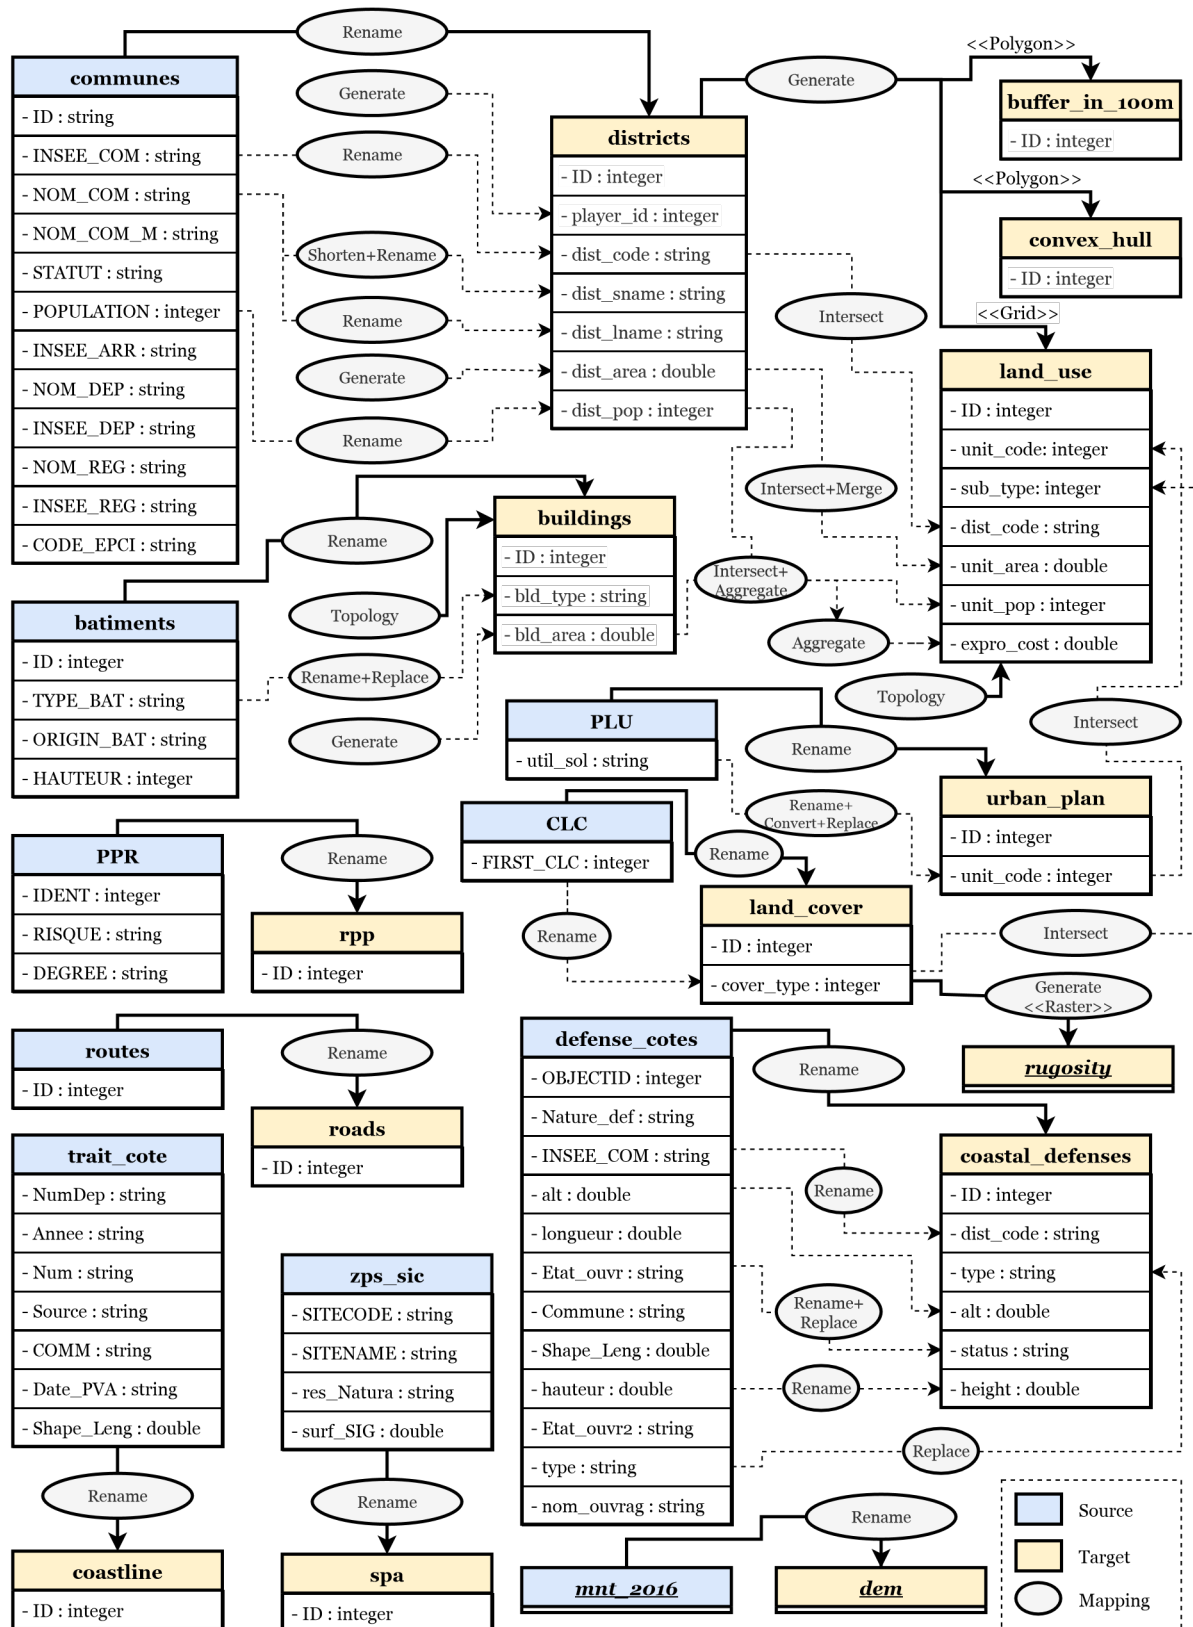 Rename
<<Polygon>>
communes
Generate
Generate
buffer_in_100m
- ID : string
districts
- ID : integer
- INSEE_COM : string
Rename
- ID : integer
- NOM_COM : string
- player_id : integer
<<Polygon>>
- NOM_COM_M : string
Shorten+Rename
- dist_code : string
convex_hull
- STATUT : string
- dist_sname : string
- ID : integer
- POPULATION : integer
Rename
- dist_lname : string
Intersect
<<Grid>>
- INSEE_ARR : string
Generate
- dist_area : double
land_use
- NOM_DEP : string
- dist_pop : integer
- ID : integer
- INSEE_DEP : string
Rename
- unit_code: integer
- NOM_REG : string
- sub_type: integer
- INSEE_REG : string
buildings
Intersect+Merge
- dist_code : string
- CODE_EPCI : string
Rename
- ID : integer
- unit_area : double
batiments
Topology
- bld_type : string
Intersect+
Aggregate
- unit_pop : integer
- ID : integer
- bld_area : double
Aggregate
- expro_cost : double
- TYPE_BAT : string
Rename+Replace
Topology
- ORIGIN_BAT : string
Generate
PLU
Rename
Intersect
- HAUTEUR : integer
- util_sol : string
urban_plan
CLC
Rename+
Convert+Replace
- ID : integer
PPR
Rename
- FIRST_CLC : integer
Rename
- unit_code : integer
- IDENT : integer
land_cover
- RISQUE : string
rpp
Rename
- ID : integer
Intersect
- DEGREE : string
- ID : integer
- cover_type : integer
Generate
<<Raster>>
routes
Rename
defense_cotes
Rename
rugosity
- ID : integer
- OBJECTID : integer
roads
- Nature_def : string
trait_cote
- ID : integer
- INSEE_COM : string
coastal_defenses
- NumDep : string
- alt : double
Rename
- ID : integer
- Annee : string
- longueur : double
- dist_code : string
- Num : string
zps_sic
- Etat_ouvr : string
- type : string
- Source : string
- SITECODE : string
- Commune : string
Rename+
Replace
- alt : double
- COMM : string
- SITENAME : string
- Shape_Leng : double
- status : string
- Date_PVA : string
- res_Natura : string
- hauteur : double
Rename
- height : double
- Shape_Leng : double
- surf_SIG : double
- Etat_ouvr2 : string
- type : string
Replace
Rename
Rename
- nom_ouvrag : string
Rename
Source
coastline
spa
mnt_2016
dem
Target
- ID : integer
- ID : integer
Mapping